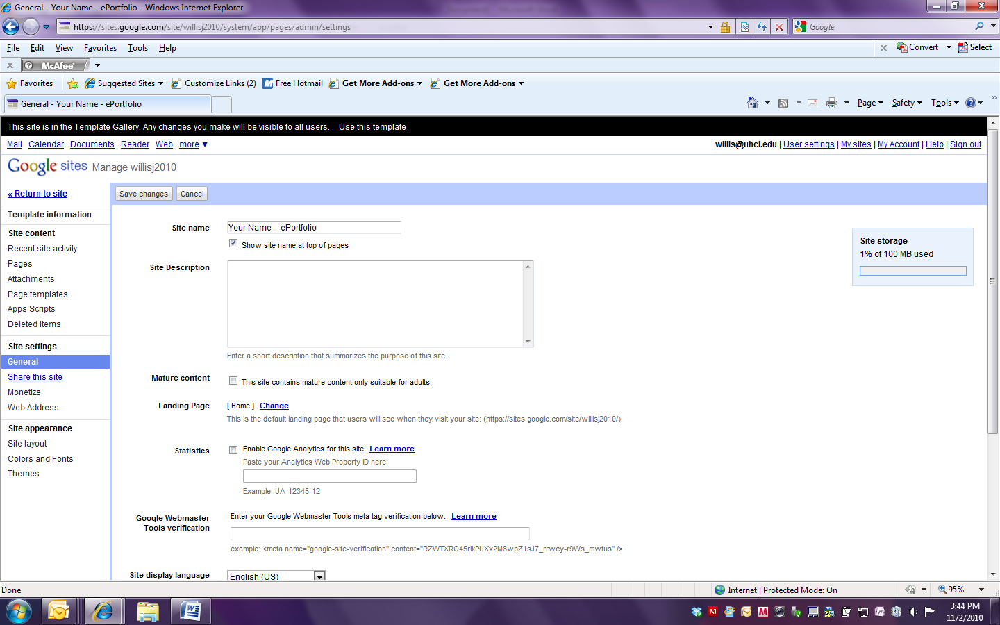 General - Your Name - ePortfolio - Windows Internet Explorer
https://sites.google.com/site/willisj2010/system/app/pages/admin/settings
Google
File Edit View Favorites Tools Help
Convert Select
McAfee
Favorites Suggested Sites Customize Links (2) Free Hotmail Get More Add-ons Get More Add-ons
General - Your Name - ePortfolio
Page Safety Tools
This site is in the Template Gallery. Any changes you make will be visible to all users. Use this template
Mail Calendar Documents Reader Web more ▼
willis@uhcl.edu | User settings | My sites | My Account | Help | Sign out
Google sites Manage willisj2010
« Return to site
Save changes Cancel
Template information
Site content
Recent site activity
Pages
Attachments
Page templates
Apps Scripts
Deleted items
Site settings
General
Share this site
Monetize
Web Address
Site appearance
Site layout
Colors and Fonts
Themes
Site name Your Name - ePortfolio
Show site name at top of pages
Site Description
Enter a short description that summarizes the purpose of this site.
Mature content This site contains mature content only suitable for adults.
Landing Page [ Home ] Change
This is the default landing page that users will see when they visit your site: (https://sites.google.com/site/willisj2010/).
Statistics Enable Google Analytics for this site Learn more
Paste your Analytics Web Property ID here:
Example: UA-12345-12
Google Webmaster Tools verification
Enter your Google Webmaster Tools meta tag verification below. Learn more
example: <meta name="google-site-verification" content="RZWTXRO45rikPUXx2M8wpZ1sJ7_rrwcy-r9Ws_mwtus" />
Site display language English (US)
Site storage
1% of 100 MB used
Done
Internet | Protected Mode: On
95%
3:44 PM
11/2/2010